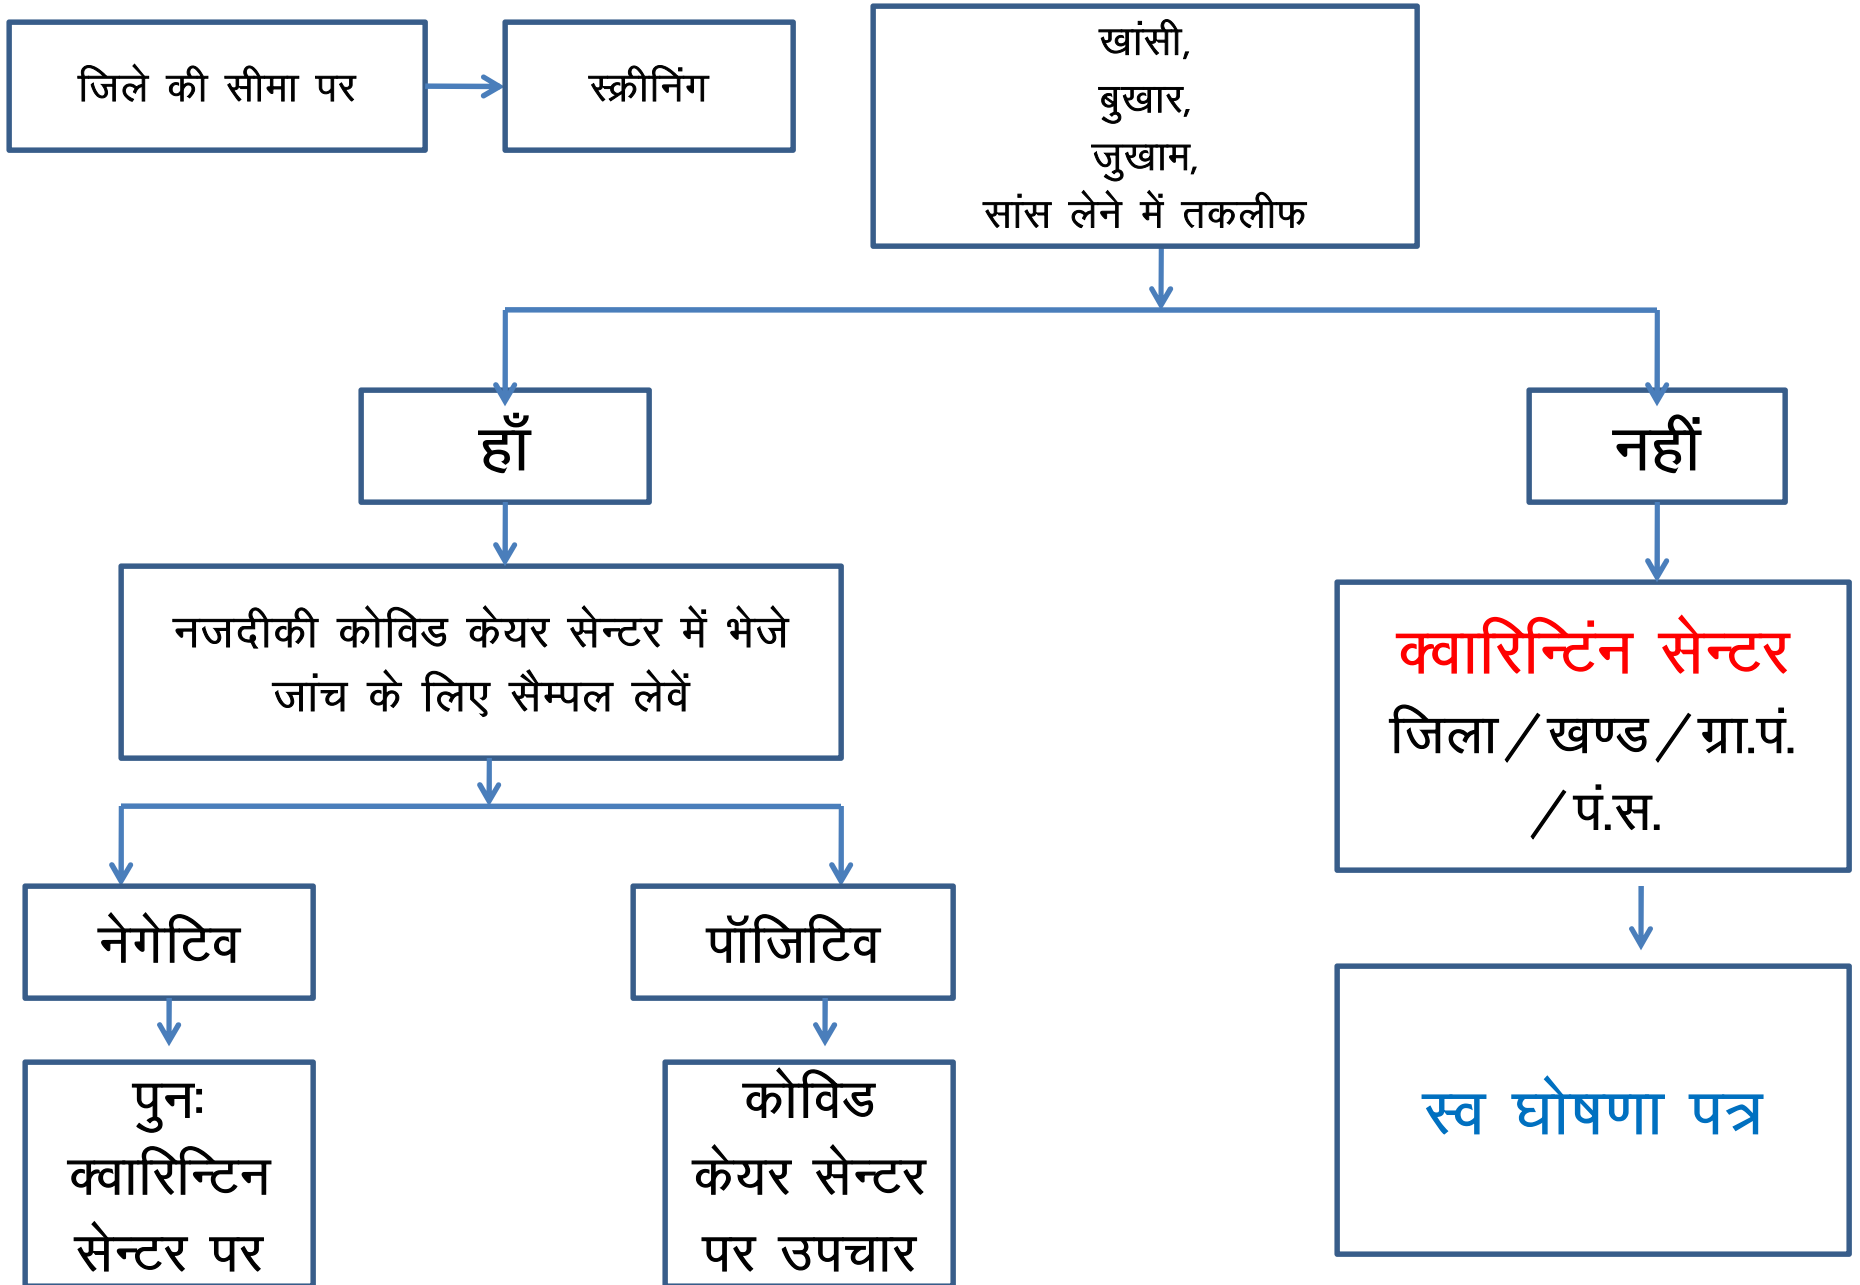 जिले की सीमा पर
स्क्रीनिंग
खांसी,
बुखार,
जुखाम,
सांस लेने में तकलीफ
हाँ
नहीं
नजदीकी कोविड केयर सेन्टर में भेजे
जांच के लिए सैम्पल लेवें
क्वारिन्टिंन सेन्टर
जिला/खण्ड/ग्रा.पं.
/पं.स.
नेगेटिव
पॉजिटिव
स्व घोषणा पत्र
पुनः
क्वारिन्टिन
सेन्टर पर
कोविड
केयर सेन्टर
पर उपचार